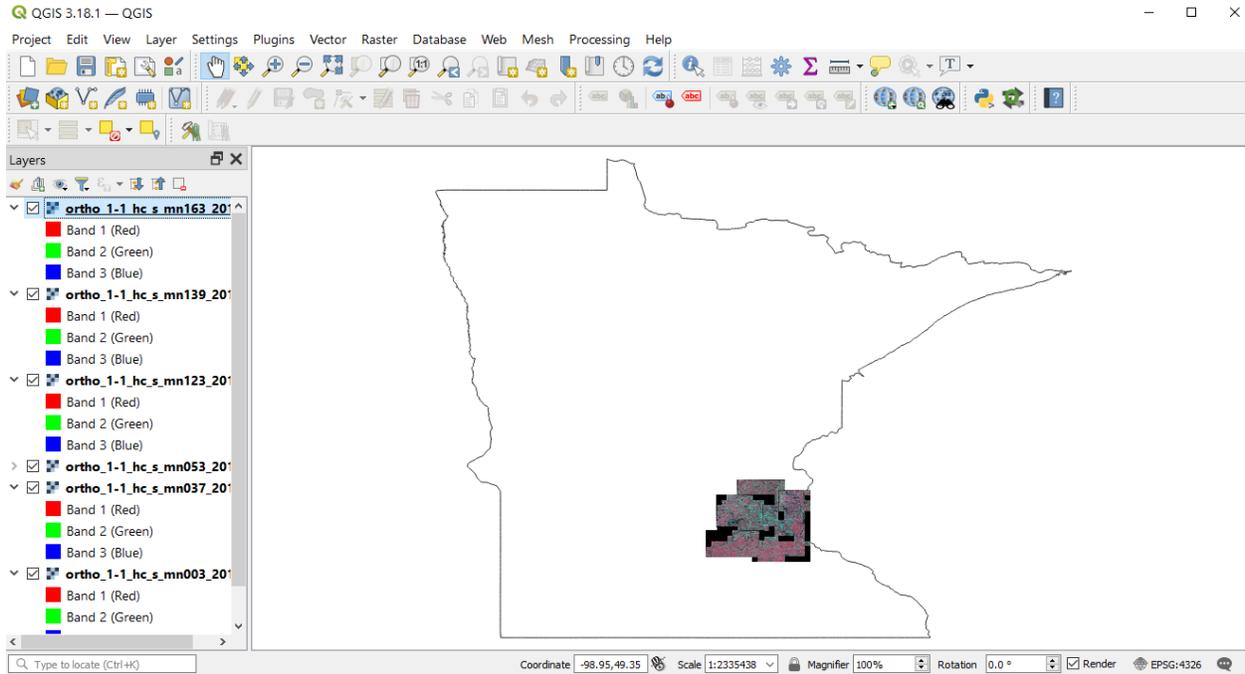 QGIS 3.18.1 — QGIS
Project Edit View Layer Settings Plugins Vector Raster Database Web Mesh Processing Help
Layers
ortho_1-1_hc_s_mn163_201
Band 1 (Red)
Band 2 (Green)
Band 3 (Blue)
ortho_1-1_hc_s_mn139_201
Band 1 (Red)
Band 2 (Green)
Band 3 (Blue)
ortho_1-1_hc_s_mn123_201
Band 1 (Red)
Band 2 (Green)
Band 3 (Blue)
ortho_1-1_hc_s_mn053_201
ortho_1-1_hc_s_mn037_201
Band 1 (Red)
Band 2 (Green)
Band 3 (Blue)
ortho_1-1_hc_s_mn003_201
Band 1 (Red)
Band 2 (Green)
Type to locate (Ctrl+K) Coordinate -98.95,49.35 Scale 1:2335438 Magnifier 100% Rotation 0.0 ° Render EPSG:4326